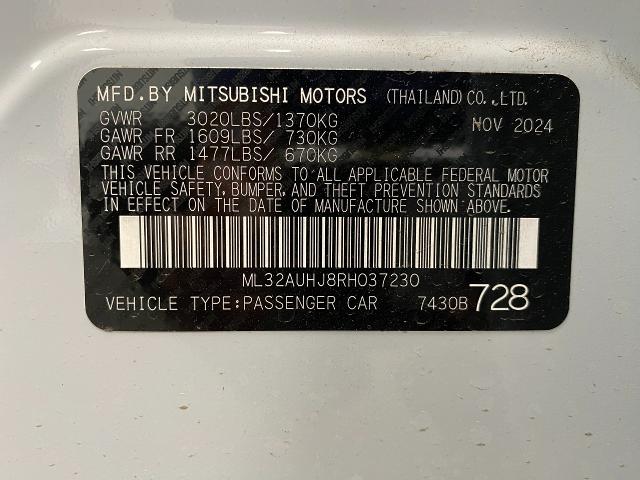 MFD.BY MITSUBISHI MOTORS (THAILAND) CO.,LTD.
GVWR 3020LBS/1370KG NOV 2024
GAWR FR 1609LBS/ 730KG
GAWR RR 1477LBS/ 670KG
THIS VEHICLE CONFORMS TO ALL APPLICABLE FEDERAL MOTOR
VEHICLE SAFETY, BUMPER, AND THEFT PREVENTION STANDARDS
IN EFFECT ON THE DATE OF MANUFACTURE SHOWN ABOVE.
ML32AUHJ8RH037230
VEHICLE TYPE:PASSENGER CAR 7430B 728